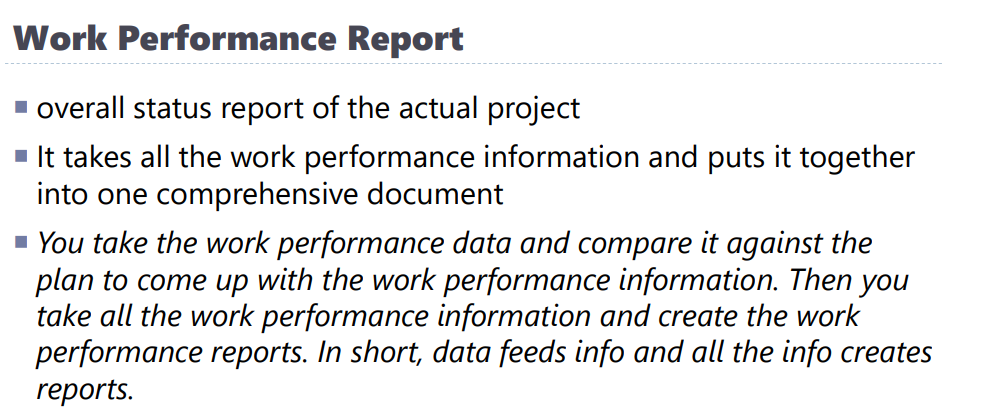 Work Performance Report
overall status report of the actual project
It takes all the work performance information and puts it together
into one comprehensive document
You take the work performance data and compare it against the
plan to come up with the work performance information. Then you
take all the work performance information and create the work
performance reports. In short, data feeds info and all the info creates
reports.